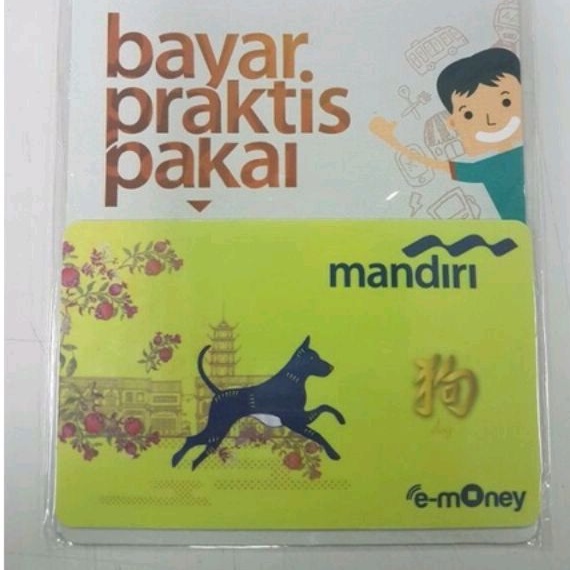 bayar
praktis
pakai
mandiri
狗
e-money